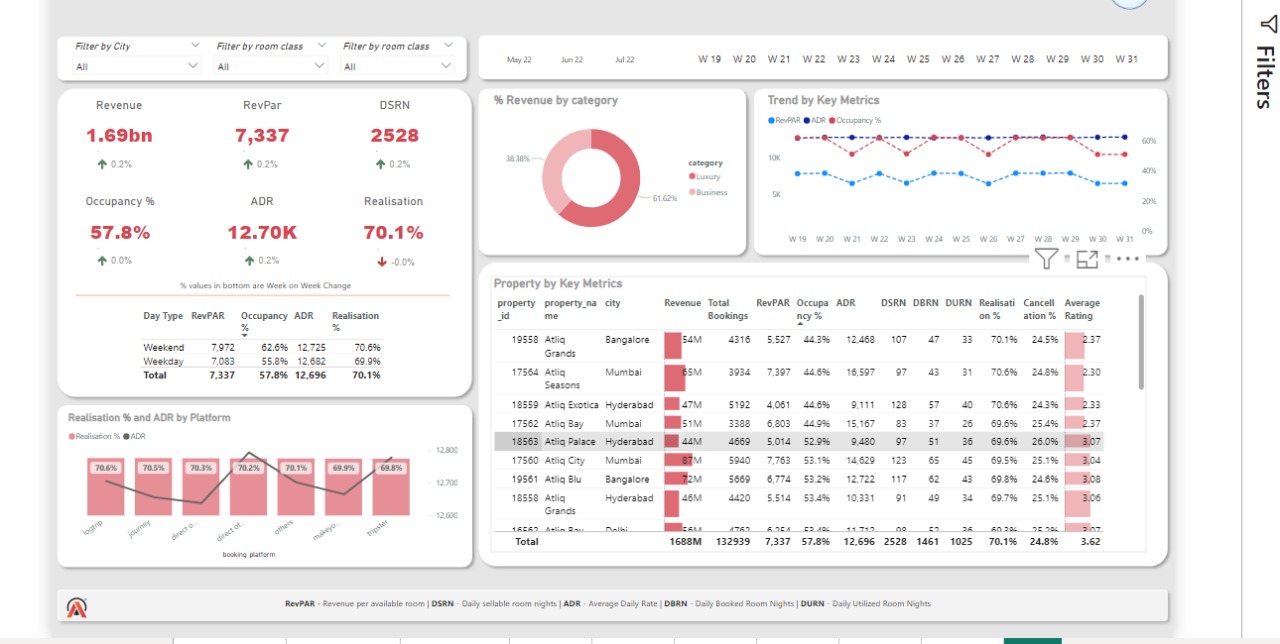 Filters
Filter by City
Filter by room class
Filter by room class
All
All
All
May 22 Jun 22 Jul 22 W 19 W 20 W 21 W 22 W 23 W 24 W 25 W 26 W 27 W 28 W 29 W 30 W 31
Revenue RevPar DSRN
1.69bn 7,337 2528
0.2% 0.2% 0.2%
Occupancy % ADR Realisation
57.8% 12.70K 70.1%
0.0% 0.2% -0.0%
% values in bottom are Week on Week Change
Day Type RevPAR Occupancy % ADR Realisation %
Weekend 7,972 62.6% 12,725 70.6%
Weekday 7,083 55.8% 12,682 69.9%
Total 7,337 57.8% 12,696 70.1%
% Revenue by category
38.38%
61.62%
category
Luxury
Business
Trend by Key Metrics
RevPAR ADR Occupancy %
10K
5K
60%
40%
20%
0%
W 19 W 20 W 21 W 22 W 23 W 24 W 25 W 26 W 27 W 28 W 29 W 30 W 31
Realisation % and ADR by Platform
Realisation % ADR
70.6% 70.5% 70.3% 70.2% 70.1% 69.9% 69.8%
12,800
12,700
12,600
logtrip journey direct o... direct of... others makeyo... tripster
booking platform
Property by Key Metrics
property_id property_name city Revenue Total Bookings RevPAR Occupancy % ADR DSRN DBRN DURN Realisation % Cancellation % Average Rating
19558 Atliq Grands Bangalore 54M 4316 5,527 44.3% 12,468 107 47 33 70.1% 24.5% 2.37
17564 Atliq Seasons Mumbai 65M 3934 7,397 44.6% 16,597 97 43 31 70.6% 24.8% 2.30
18559 Atliq Exotica Hyderabad 47M 5192 4,061 44.6% 9,111 128 57 40 70.6% 24.3% 2.33
17562 Atliq Bay Mumbai 51M 3388 6,803 44.9% 15,167 83 37 26 69.6% 25.4% 2.37
18563 Atliq Palace Hyderabad 44M 4669 5,014 52.9% 9,480 97 51 36 69.6% 26.0% 3.07
17560 Atliq City Mumbai 87M 5940 7,763 53.1% 14,629 123 65 45 69.5% 25.1% 3.04
19561 Atliq Blu Bangalore 72M 5669 6,774 53.2% 12,722 117 62 43 69.8% 24.6% 3.08
18558 Atliq Grands Hyderabad 46M 4420 5,514 53.4% 10,331 91 49 34 69.7% 25.1% 3.06
Total 1688M 132939 7,337 57.8% 12,696 2528 1461 1025 70.1% 24.8% 3.62
RevPAR - Revenue per available room | DSRN - Daily sellable room nights | ADR - Average Daily Rate | DBRN - Daily Booked Room Nights | DURN - Daily Utilized Room Nights